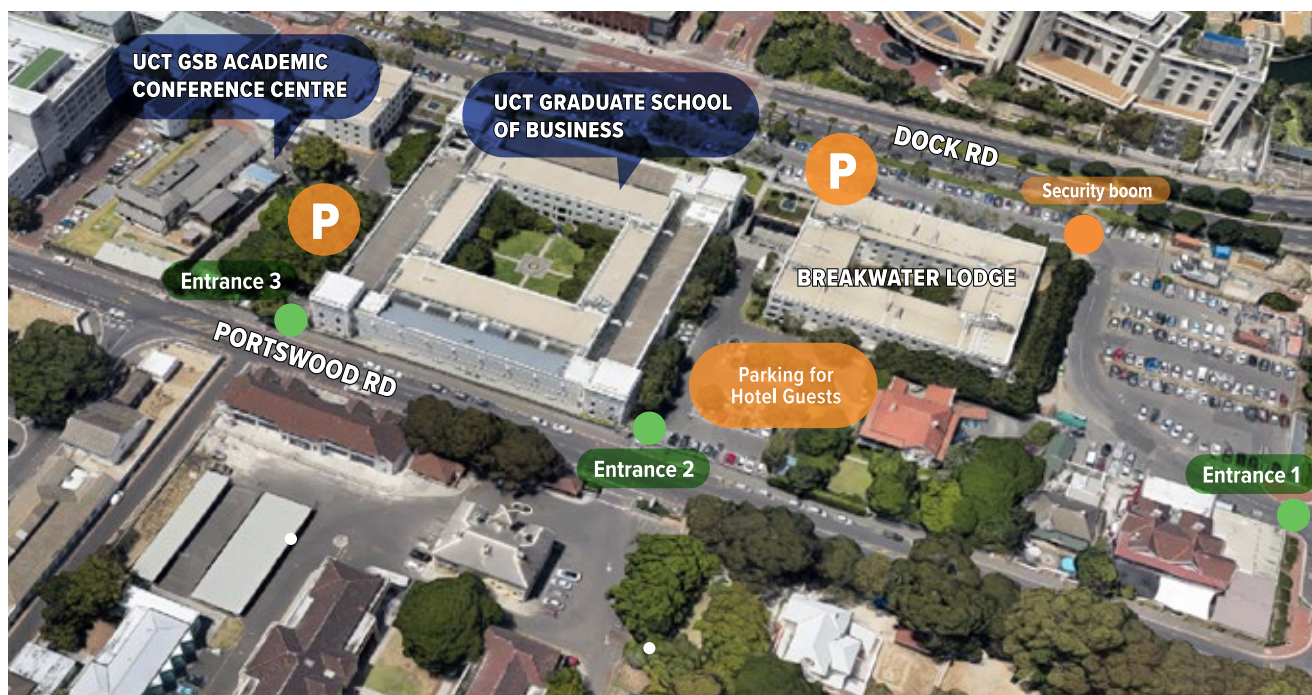 UCT GSB ACADEMIC
CONFERENCE CENTRE
UCT GRADUATE SCHOOL
OF BUSINESS
P
DOCK RD
Security boom
P
Entrance 3
BREAKWATER LODGE
PORTSWOOD RD
Parking for
Hotel Guests
Entrance 2
Entrance 1